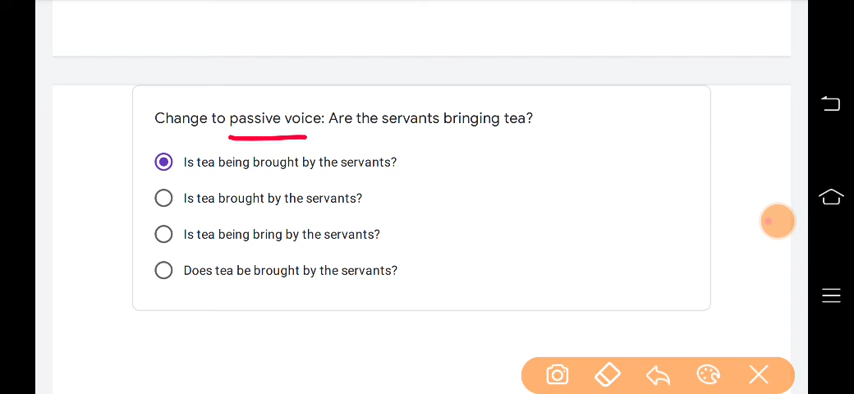 Change to passive voice: Are the servants bringing tea?
Is tea being brought by the servants?
Is tea brought by the servants?
Is tea being bring by the servants?
Does tea be brought by the servants?